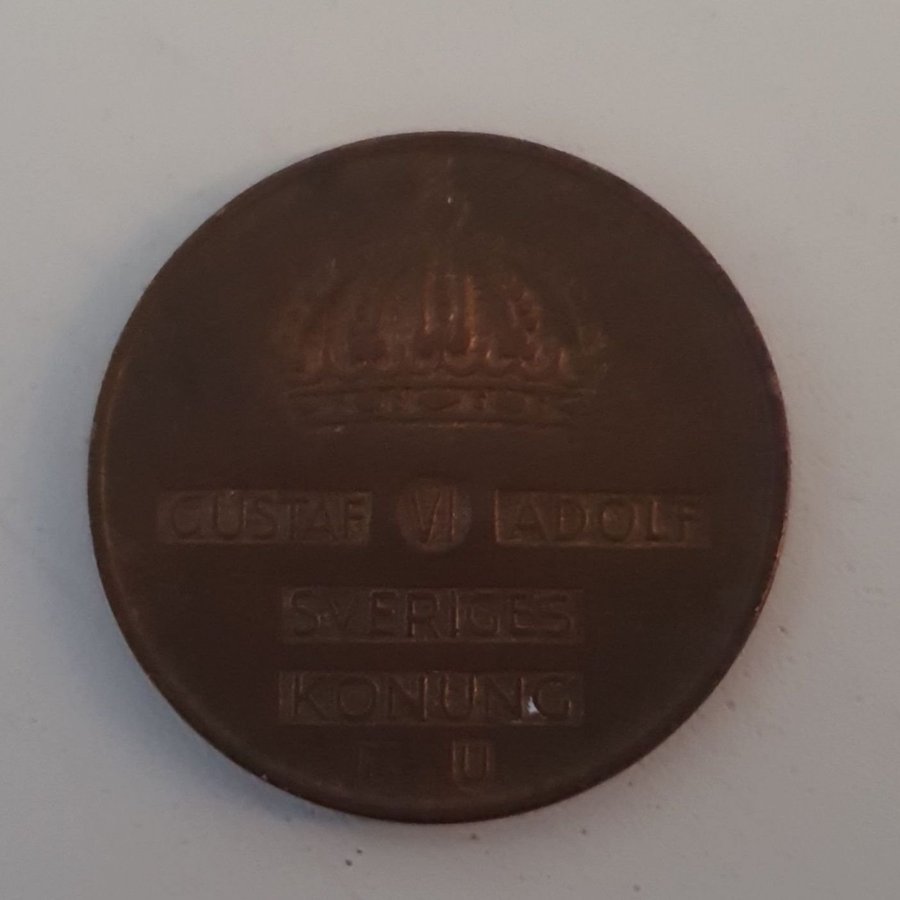 GUSTAF VI ADOLF
SVERIGES
KONUNG
U